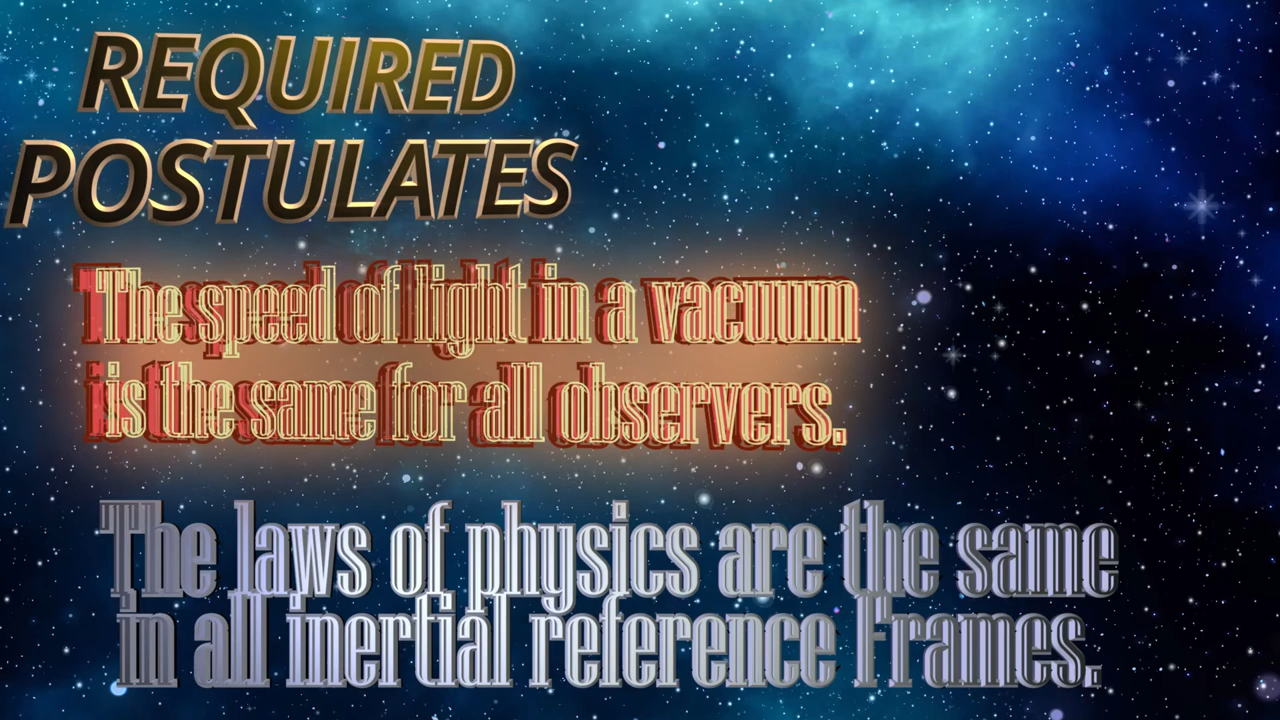 REQUIRED
POSTULATES
The speed of light in a vacuum
is the same for all observers.
The laws of physics are the same
in all inertial reference Frames.